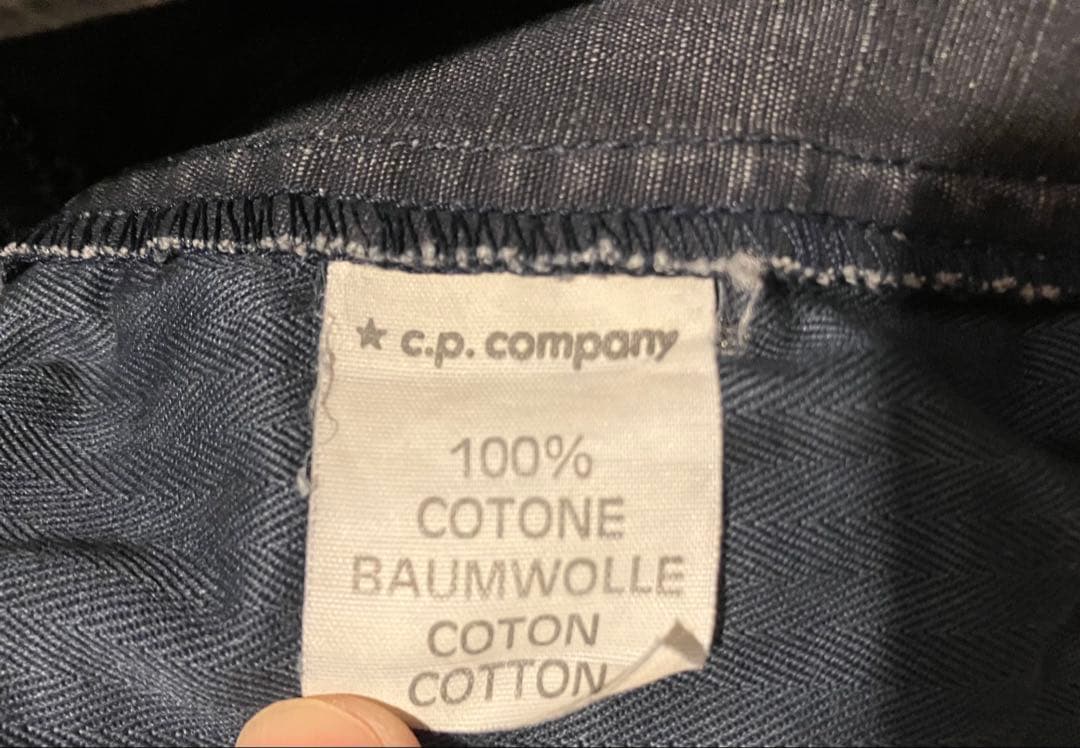 ★ c.p. company
100%
COTONE
BAUMWOLLE
COTON
COTTON